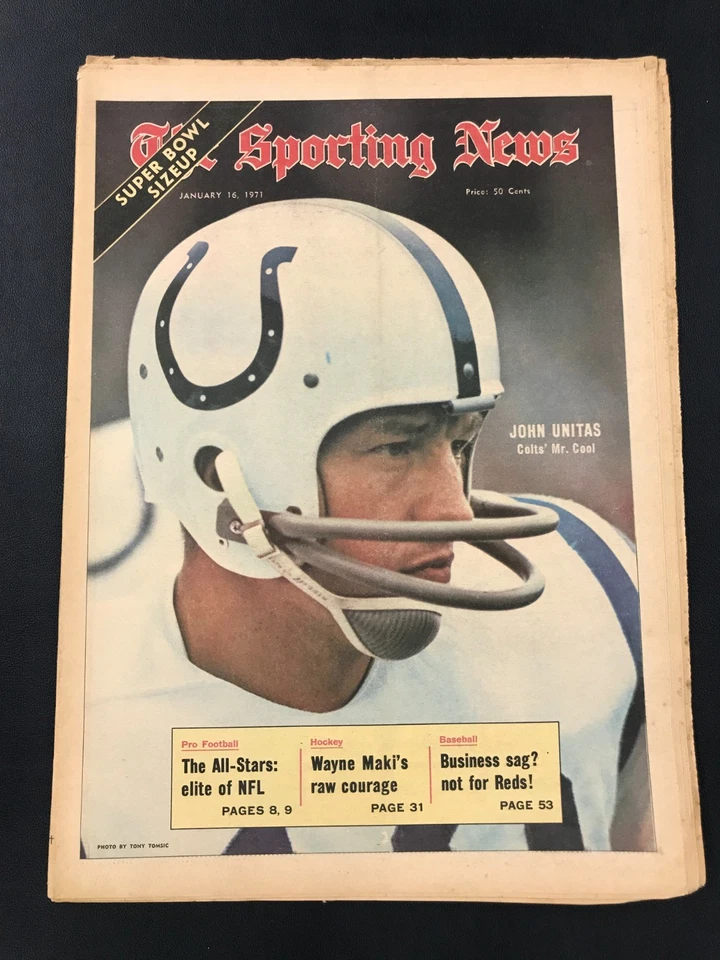 SUPER BOWL
SIZEUP
The Sporting News
JANUARY 16, 1971
Price: 50 Cents
JOHN UNITAS
Colts' Mr. Cool
Pro Football
The All-Stars:
elite of NFL
PAGES 8, 9
Hockey
Wayne Maki's
raw courage
PAGE 31
Baseball
Business sag?
not for Reds!
PAGE 53
PHOTO BY TONY TOMSIC